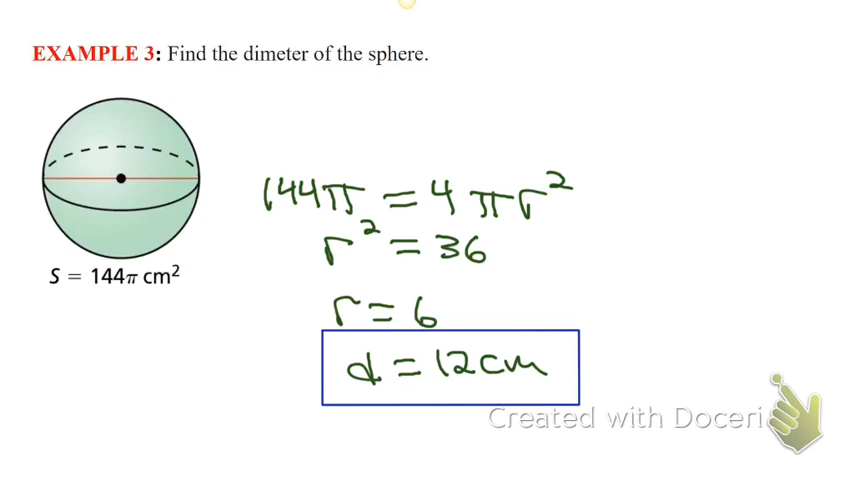 EXAMPLE 3: Find the dimeter of the sphere.
144π = 4πr²
r² = 36
S = 144π cm²
r = 6
d = 12cm
Created with Doceri